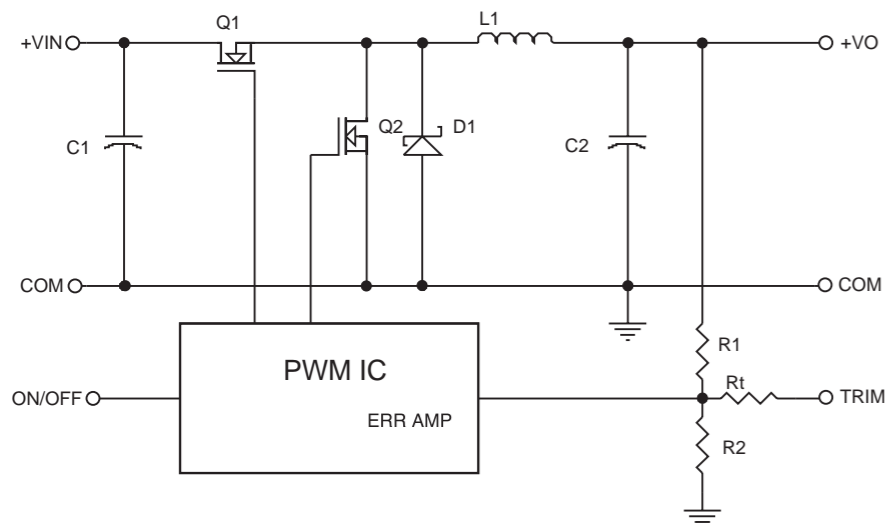 Q1
L1
+VIN
+VO
C1
Q2
D1
C2
COM
COM
R1
PWM IC
Rt
ON/OFF
TRIM
ERR AMP
R2